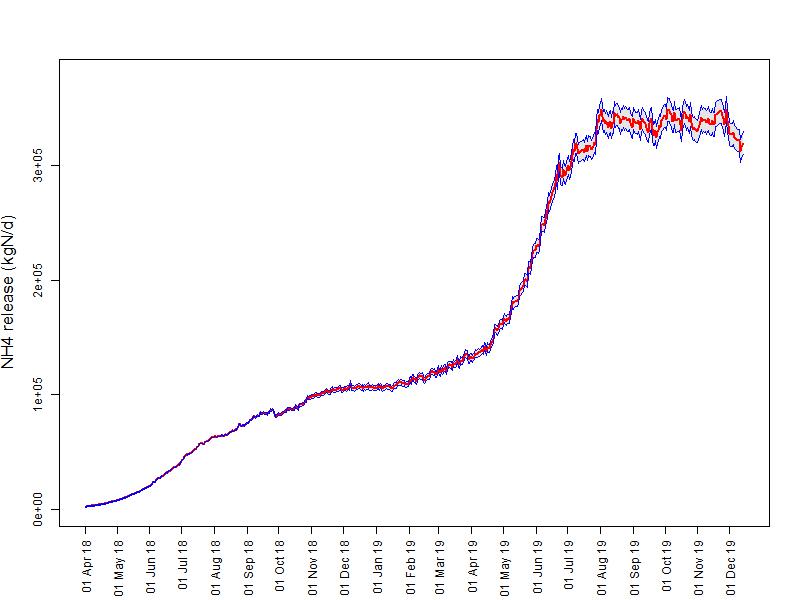 NH4 release (kgN/d)
3e+05
2e+05
1e+05
0e+00
01 Apr 18
01 May 18
01 Jun 18
01 Jul 18
01 Aug 18
01 Sep 18
01 Oct 18
01 Nov 18
01 Dec 18
01 Jan 19
01 Feb 19
01 Mar 19
01 Apr 19
01 May 19
01 Jun 19
01 Jul 19
01 Aug 19
01 Sep 19
01 Oct 19
01 Nov 19
01 Dec 19